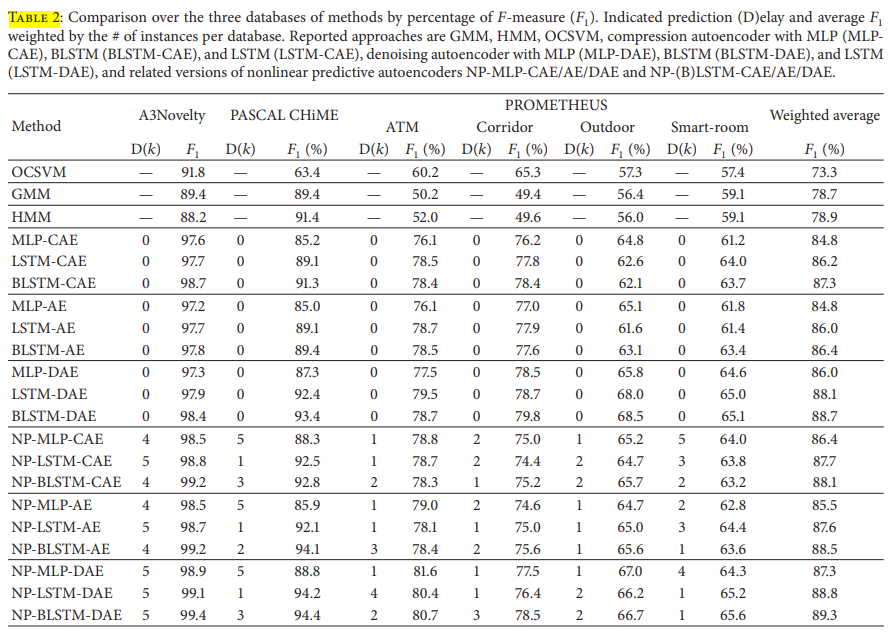 TABLE 2: Comparison over the three databases of methods by percentage of F-measure (F₁). Indicated prediction (D)elay and average F₁
weighted by the # of instances per database. Reported approaches are GMM, HMM, OCSVM, compression autoencoder with MLP (MLP-
CAE), BLSTM (BLSTM-CAE), and LSTM (LSTM-CAE), denoising autoencoder with MLP (MLP-DAE), BLSTM (BLSTM-DAE), and LSTM
(LSTM-DAE), and related versions of nonlinear predictive autoencoders NP-MLP-CAE/AE/DAE and NP-(B)LSTM-CAE/AE/DAE.
PROMETHEUS
Method A3Novelty PASCAL CHiME Weighted average
ATM Corridor Outdoor Smart-room
D(k) F₁ D(k) F₁ (%) D(k) F₁ (%) D(k) F₁ (%) D(k) F₁ (%) D(k) F₁ (%) F₁ (%)
OCSVM — 91.8 — 63.4 — 60.2 — 65.3 — 57.3 — 57.4 73.3
GMM — 89.4 — 89.4 — 50.2 — 49.4 — 56.4 — 59.1 78.7
HMM — 88.2 — 91.4 — 52.0 — 49.6 — 56.0 — 59.1 78.9
MLP-CAE 0 97.6 0 85.2 0 76.1 0 76.2 0 64.8 0 61.2 84.8
LSTM-CAE 0 97.7 0 89.1 0 78.5 0 77.8 0 62.6 0 64.0 86.2
BLSTM-CAE 0 98.7 0 91.3 0 78.4 0 78.4 0 62.1 0 63.7 87.3
MLP-AE 0 97.2 0 85.0 0 76.1 0 77.0 0 65.1 0 61.8 84.8
LSTM-AE 0 97.7 0 89.1 0 78.7 0 77.9 0 61.6 0 61.4 86.0
BLSTM-AE 0 97.8 0 89.4 0 78.5 0 77.6 0 63.1 0 63.4 86.4
MLP-DAE 0 97.3 0 87.3 0 77.5 0 78.5 0 65.8 0 64.6 86.0
LSTM-DAE 0 97.9 0 92.4 0 79.5 0 78.7 0 68.0 0 65.0 88.1
BLSTM-DAE 0 98.4 0 93.4 0 78.7 0 79.8 0 68.5 0 65.1 88.7
NP-MLP-CAE 4 98.5 5 88.3 1 78.8 2 75.0 1 65.2 5 64.0 86.4
NP-LSTM-CAE 5 98.8 1 92.5 1 78.7 2 74.4 2 64.7 3 63.8 87.7
NP-BLSTM-CAE 4 99.2 3 92.8 2 78.3 1 75.2 2 65.7 2 63.2 88.1
NP-MLP-AE 4 98.5 5 85.9 1 79.0 2 74.6 1 64.7 2 62.8 85.5
NP-LSTM-AE 5 98.7 1 92.1 1 78.1 1 75.0 1 65.0 3 64.4 87.6
NP-BLSTM-AE 4 99.2 2 94.1 3 78.4 2 75.6 1 65.6 1 63.6 88.5
NP-MLP-DAE 5 98.9 5 88.8 1 81.6 1 77.5 1 67.0 4 64.3 87.3
NP-LSTM-DAE 5 99.1 1 94.2 4 80.4 1 76.4 2 66.2 1 65.2 88.8
NP-BLSTM-DAE 5 99.4 3 94.4 2 80.7 3 78.5 2 66.7 1 65.6 89.3